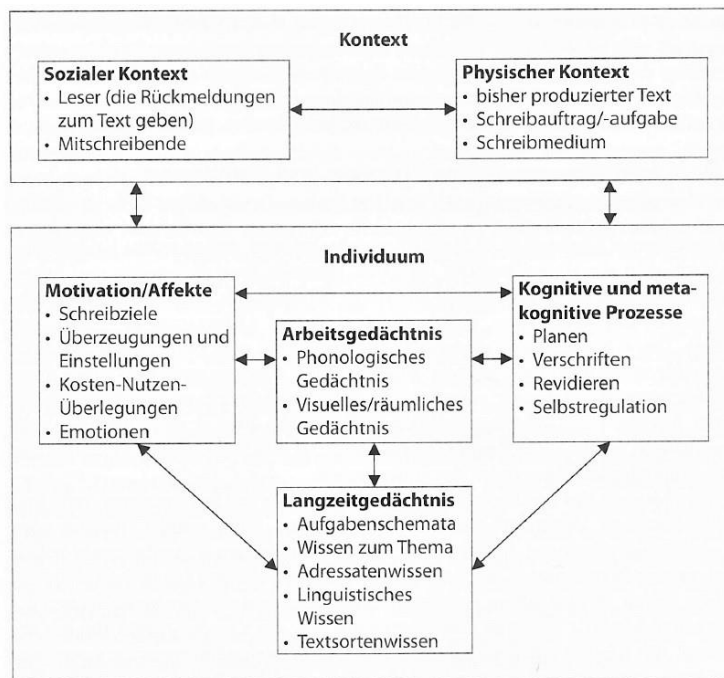 Kontext
Sozialer Kontext
• Leser (die Rückmeldungen
zum Text geben)
• Mitschreibende
Physischer Kontext
• bisher produzierter Text
• Schreibauftrag/-aufgabe
• Schreibmedium
Individuum
Motivation/Affekte
• Schreibziele
• Überzeugungen und
Einstellungen
• Kosten-Nutzen-
Überlegungen
• Emotionen
Arbeitsgedächtnis
• Phonologisches
Gedächtnis
• Visuelles/räumliches
Gedächtnis
Kognitive und meta-
kognitive Prozesse
• Planen
• Verschriften
• Revidieren
• Selbstregulation
Langzeitgedächtnis
• Aufgabenschemata
• Wissen zum Thema
• Adressatenwissen
• Linguistisches
Wissen
• Textsortenwissen